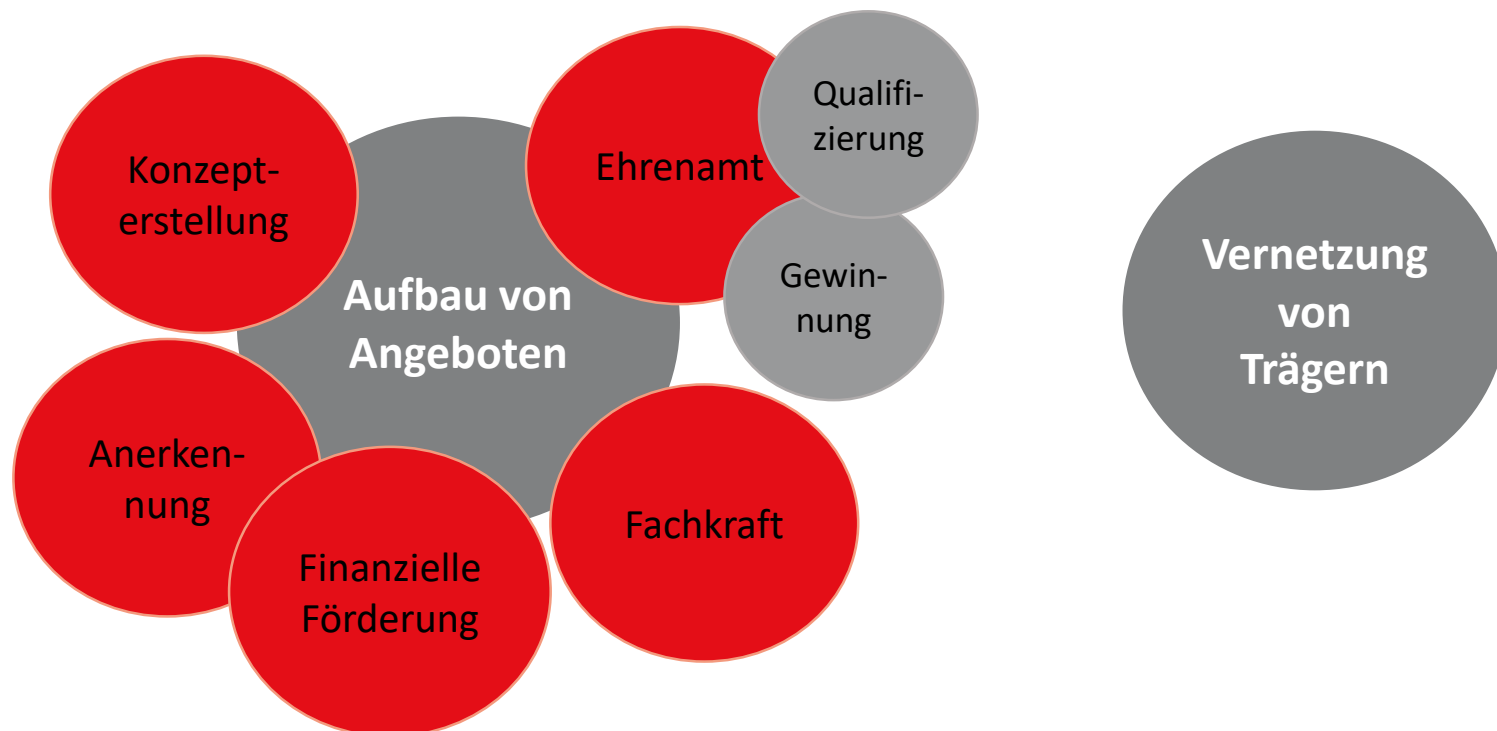 Konzept-
erstellung
Ehrenamt
Qualifi-
zierung
Gewin-
nung
Aufbau von
Angeboten
Anerken-
nung
Finanzielle
Förderung
Fachkraft
Vernetzung
von
Trägern